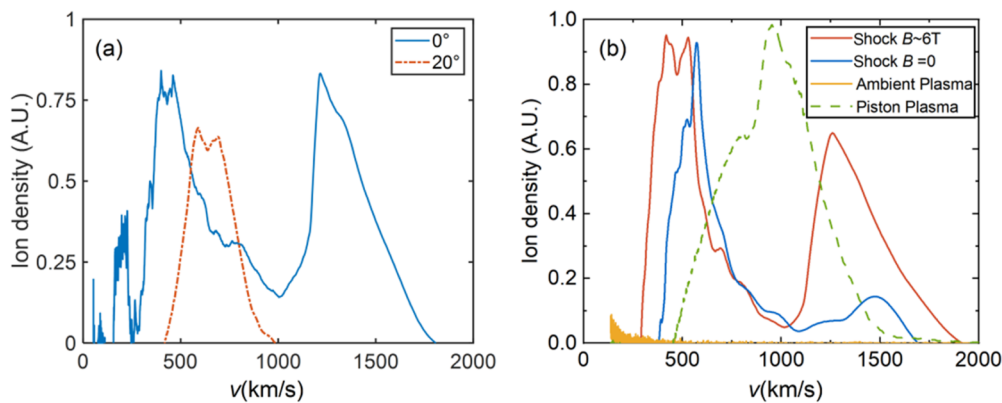 (a)
0°
20°
Ion density (A.U.)
0
0.25
0.5
0.75
1
0
500
1000
1500
2000
v(km/s)
(b)
Shock B~6T
Shock B =0
Ambient Plasma
Piston Plasma
Ion density (A.U.)
0.0
0.2
0.4
0.6
0.8
1.0
0
500
1000
1500
2000
v(km/s)